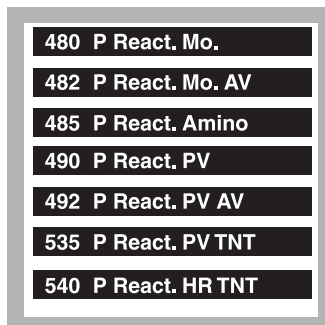 480 P React. Mo.
482 P React. Mo. AV
485 P React. Amino
490 P React. PV
492 P React. PV AV
535 P React. PV TNT
540 P React. HR TNT